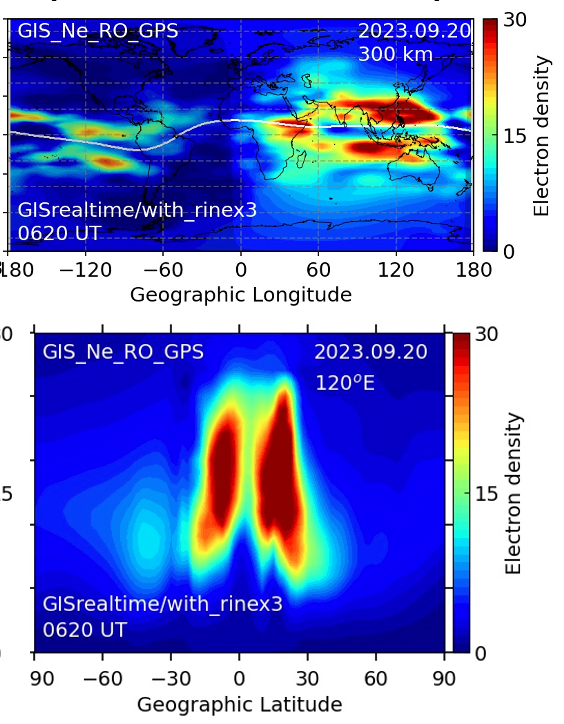 GIS_Ne_RO_GPS
2023.09.20
300 km
GISrealtime/with_rinex3
0620 UT
30
15
0
Electron density
180 −120 −60 0 60 120 180
Geographic Longitude
GIS_Ne_RO_GPS
2023.09.20
120°E
GISrealtime/with_rinex3
0620 UT
30
15
0
Electron density
90 −60 −30 0 30 60 90
Geographic Latitude